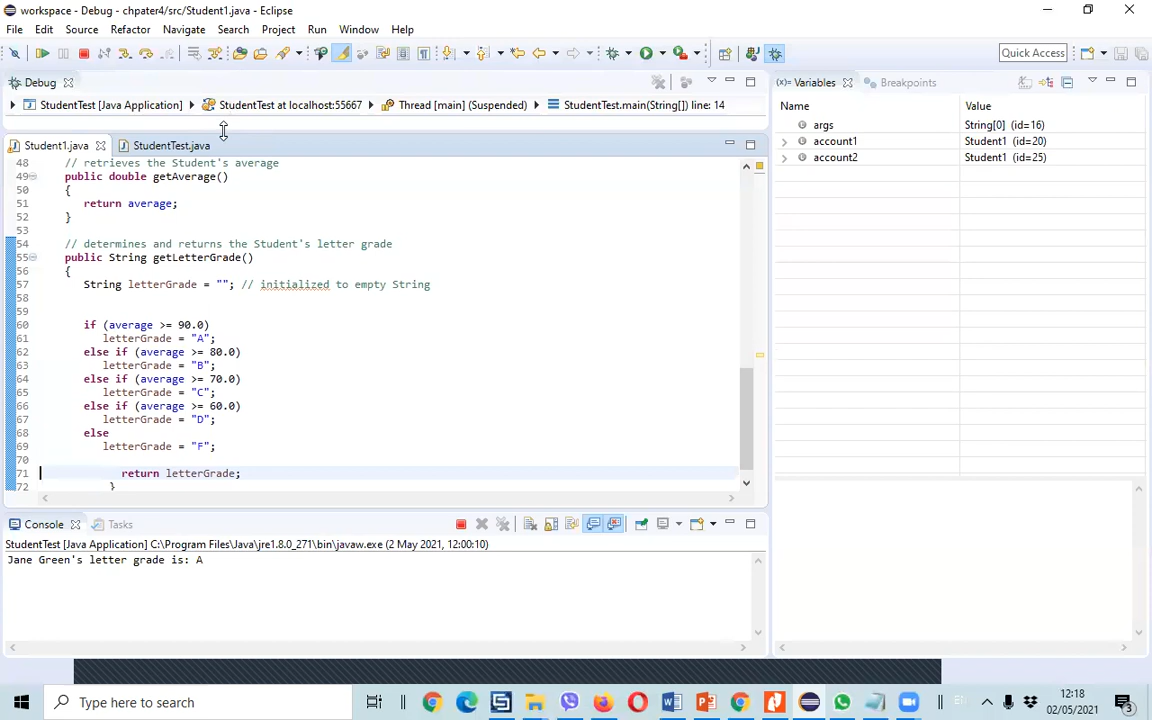 workspace - Debug - chpater4/src/Student1.java - Eclipse
File Edit Source Refactor Navigate Search Project Run Window Help
Quick Access
Debug
StudentTest [Java Application] StudentTest at localhost:55667 Thread [main] (Suspended) StudentTest.main(String[]) line: 14
Student1.java StudentTest.java
48 // retrieves the Student's average
49 public double getAverage()
50 {
51 return average;
52 }
53
54 // determines and returns the Student's letter grade
55 public String getLetterGrade()
56 {
57 String letterGrade = ""; // initialized to empty String
58
59
60 if (average >= 90.0)
61 letterGrade = "A";
62 else if (average >= 80.0)
63 letterGrade = "B";
64 else if (average >= 70.0)
65 letterGrade = "C";
66 else if (average >= 60.0)
67 letterGrade = "D";
68 else
69 letterGrade = "F";
70
71 return letterGrade;
72 }
Variables Breakpoints
Name Value
args String[0] (id=16)
account1 Student1 (id=20)
account2 Student1 (id=25)
Console Tasks
StudentTest [Java Application] C:\Program Files\Java\jre1.8.0_271\bin\javaw.exe (2 May 2021, 12:00:10)
Jane Green's letter grade is: A
Type here to search
12:18
02/05/2021
3